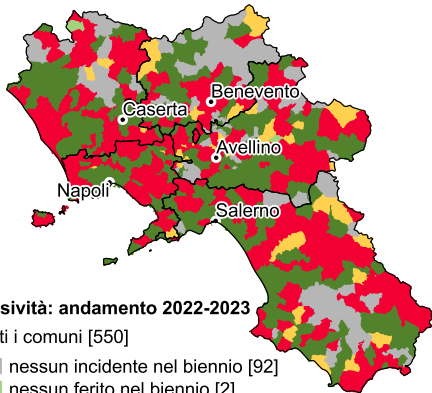 Benevento
Caserta
Avellino
Napoli
Salerno
sività: andamento 2022-2023
ti i comuni [550]
nessun incidente nel biennio [92]
nessun ferito nel biennio [2]